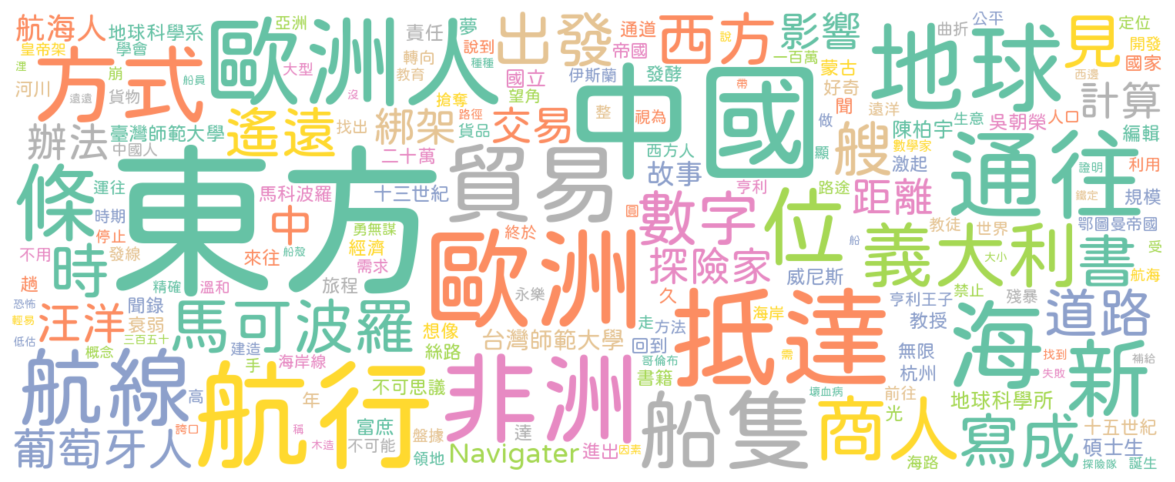 航海人 地球科學系 歐洲人 亞洲 責任 夢 出發 通道 西方 影響 曲折 公平 見 定位 開發
皇帝架 學會 方式 大型 轉向 說到 帝國 說 一百萬 地球 國家
河川 崩 種種 教育 國立 伊斯蘭 發酵 中國 蒙古 西邊
浬 遠遠 貨物 船員 沒 搶奪 望角 帶 好奇 計算
辦法 臺灣師範大學 遙遠 找出 綁架 路徑 貨品 交易 整 視為 做 聞 遠洋 生意 吳朝榮 人口
中國人 二十萬 西方人 故事 顯 艘 陳柏宇 數學家 通往 證明 編輯
條 運往 東方 馬科波羅 十三世紀 貿易 亨利 路途 激起 距離 鑑定 利用 規模
時 時期 中 勇無謀 圓 數字 位 教徒 世界 鄂圖曼帝國
不用 停止 發線 來往 船殼 經濟 終於 歐洲 探險家 船 義大利 書 受
趟 精確 溫和 旅程 需求 永樂 久 威尼斯 大小 航海
恐怖 汪洋 聞錄 馬可波羅 想像 走 方法 海岸 抵達 亨利王子 禁止 殘暴 海 道路
輕易 衰弱 三百五十 絲路 台灣師範大學 回到 教授
低估 概念 建造 手 海岸線 哥倫布 需 無限 找到 新 補給
航線 高 航行 年 不可思議 非洲 書籍 壞血病 杭州 失敗
誇口 稱 富庶 盤據 達 船隻 前往 光 地球科學所 十五世紀
葡萄牙人 木造 不可能 領地 Navigater 進出 因素 商人 海路 寫成 碩士生 探險隊 誕生